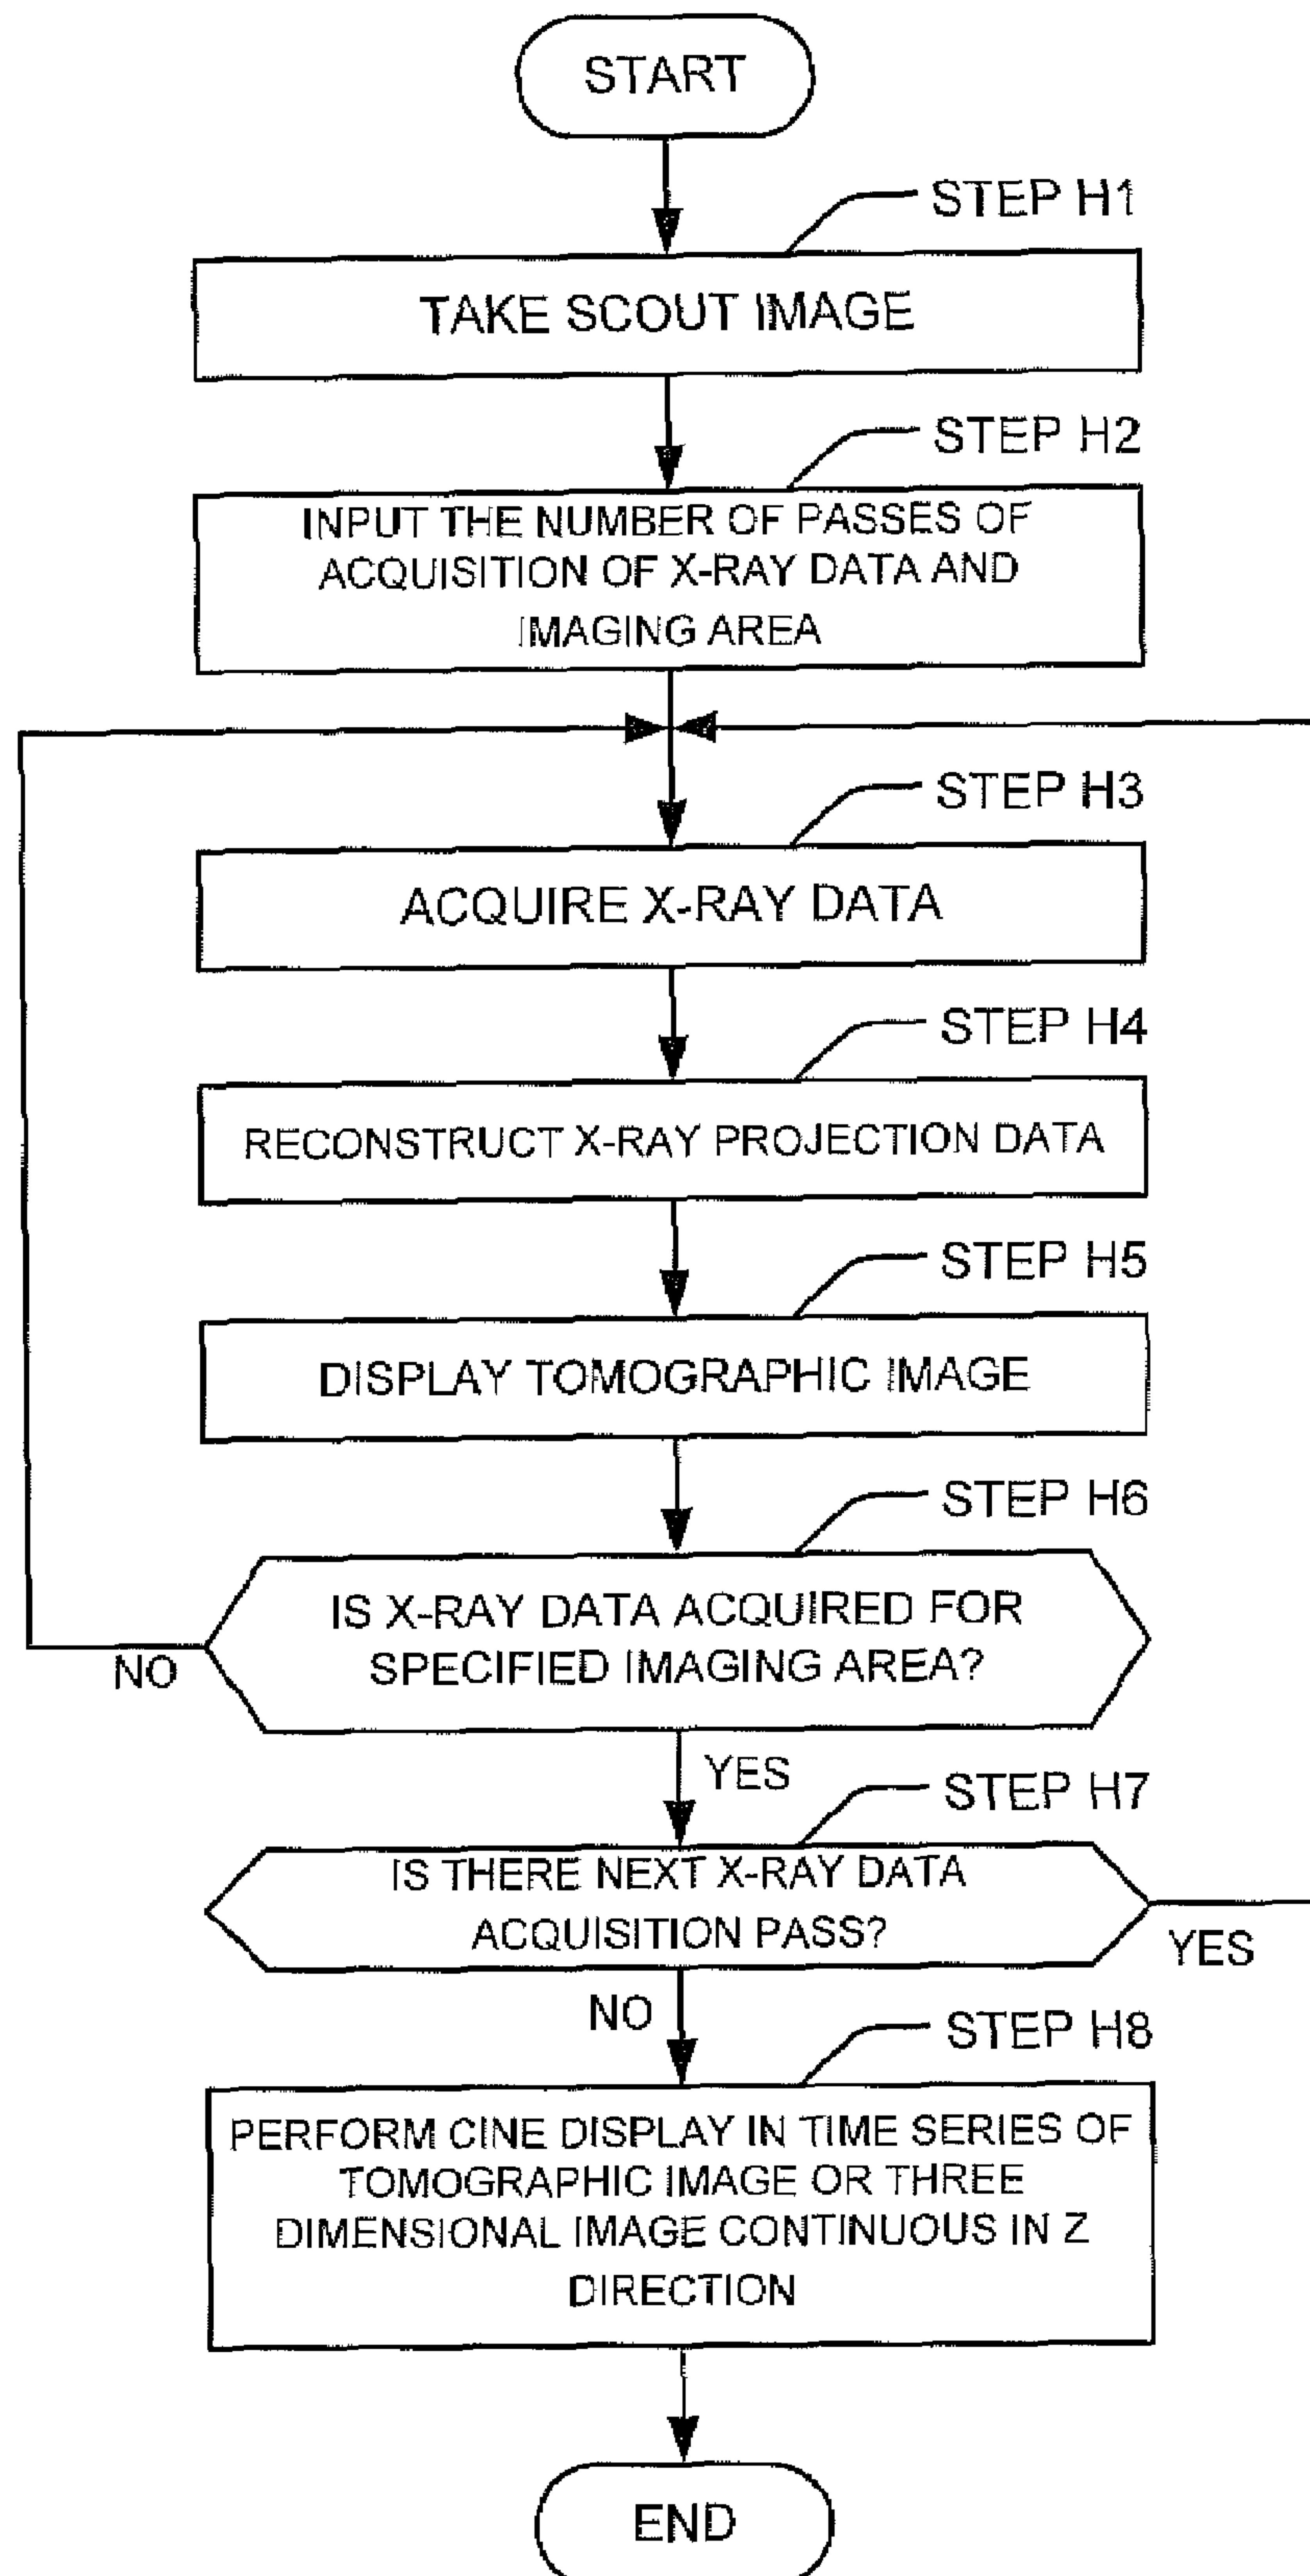 START
STEP H1
TAKE SCOUT IMAGE
STEP H2
INPUT THE NUMBER OF PASSES OF
ACQUISITION OF X-RAY DATA AND
IMAGING AREA
STEP H3
ACQUIRE X-RAY DATA
STEP H4
RECONSTRUCT X-RAY PROJECTION DATA
STEP H5
DISPLAY TOMOGRAPHIC IMAGE
STEP H6
IS X-RAY DATA ACQUIRED FOR
SPECIFIED IMAGING AREA?
NO
YES
STEP H7
IS THERE NEXT X-RAY DATA
ACQUISITION PASS?
YES
NO
STEP H8
PERFORM CINE DISPLAY IN TIME SERIES OF
TOMOGRAPHIC IMAGE OR THREE
DIMENSIONAL IMAGE CONTINUOUS IN Z
DIRECTION
END